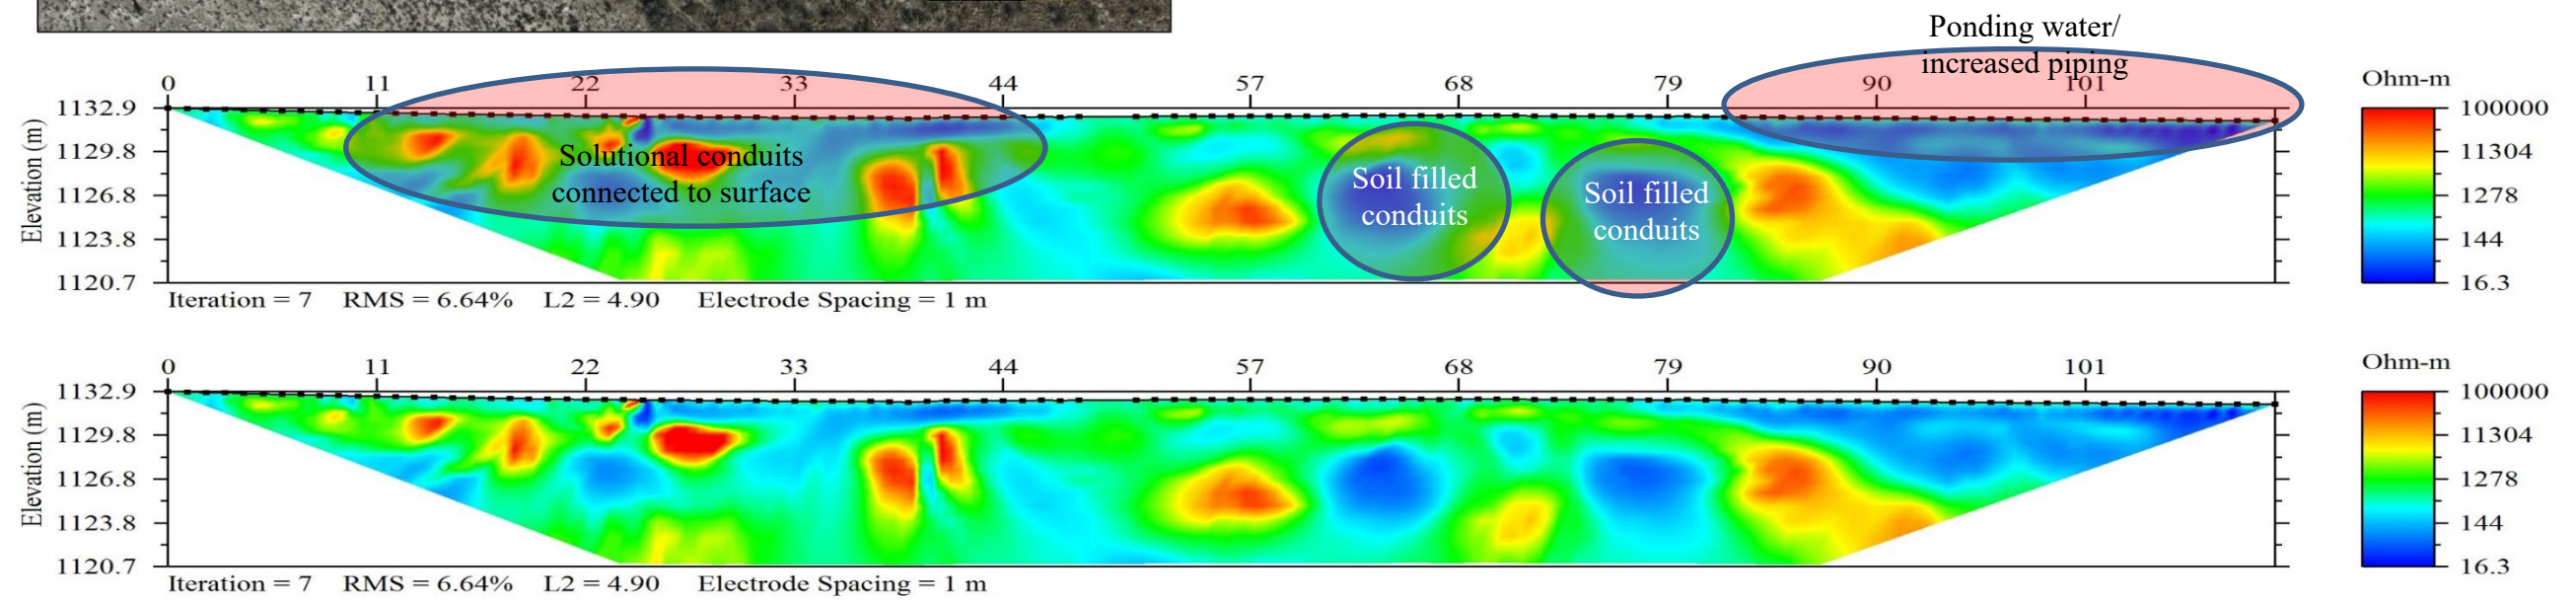 Ponding water/
increased piping
0 11 22 33 44 57 68 79 90 101
Ohm-m
Elevation (m)
1132.9
1129.8
1126.8
1123.8
1120.7
Solutional conduits
connected to surface
Soil filled
conduits
Soil filled
conduits
100000
11304
1278
144
16.3
Iteration = 7 RMS = 6.64% L2 = 4.90 Electrode Spacing = 1 m
0 11 22 33 44 57 68 79 90 101
Ohm-m
Elevation (m)
1132.9
1129.8
1126.8
1123.8
1120.7
100000
11304
1278
144
16.3
Iteration = 7 RMS = 6.64% L2 = 4.90 Electrode Spacing = 1 m